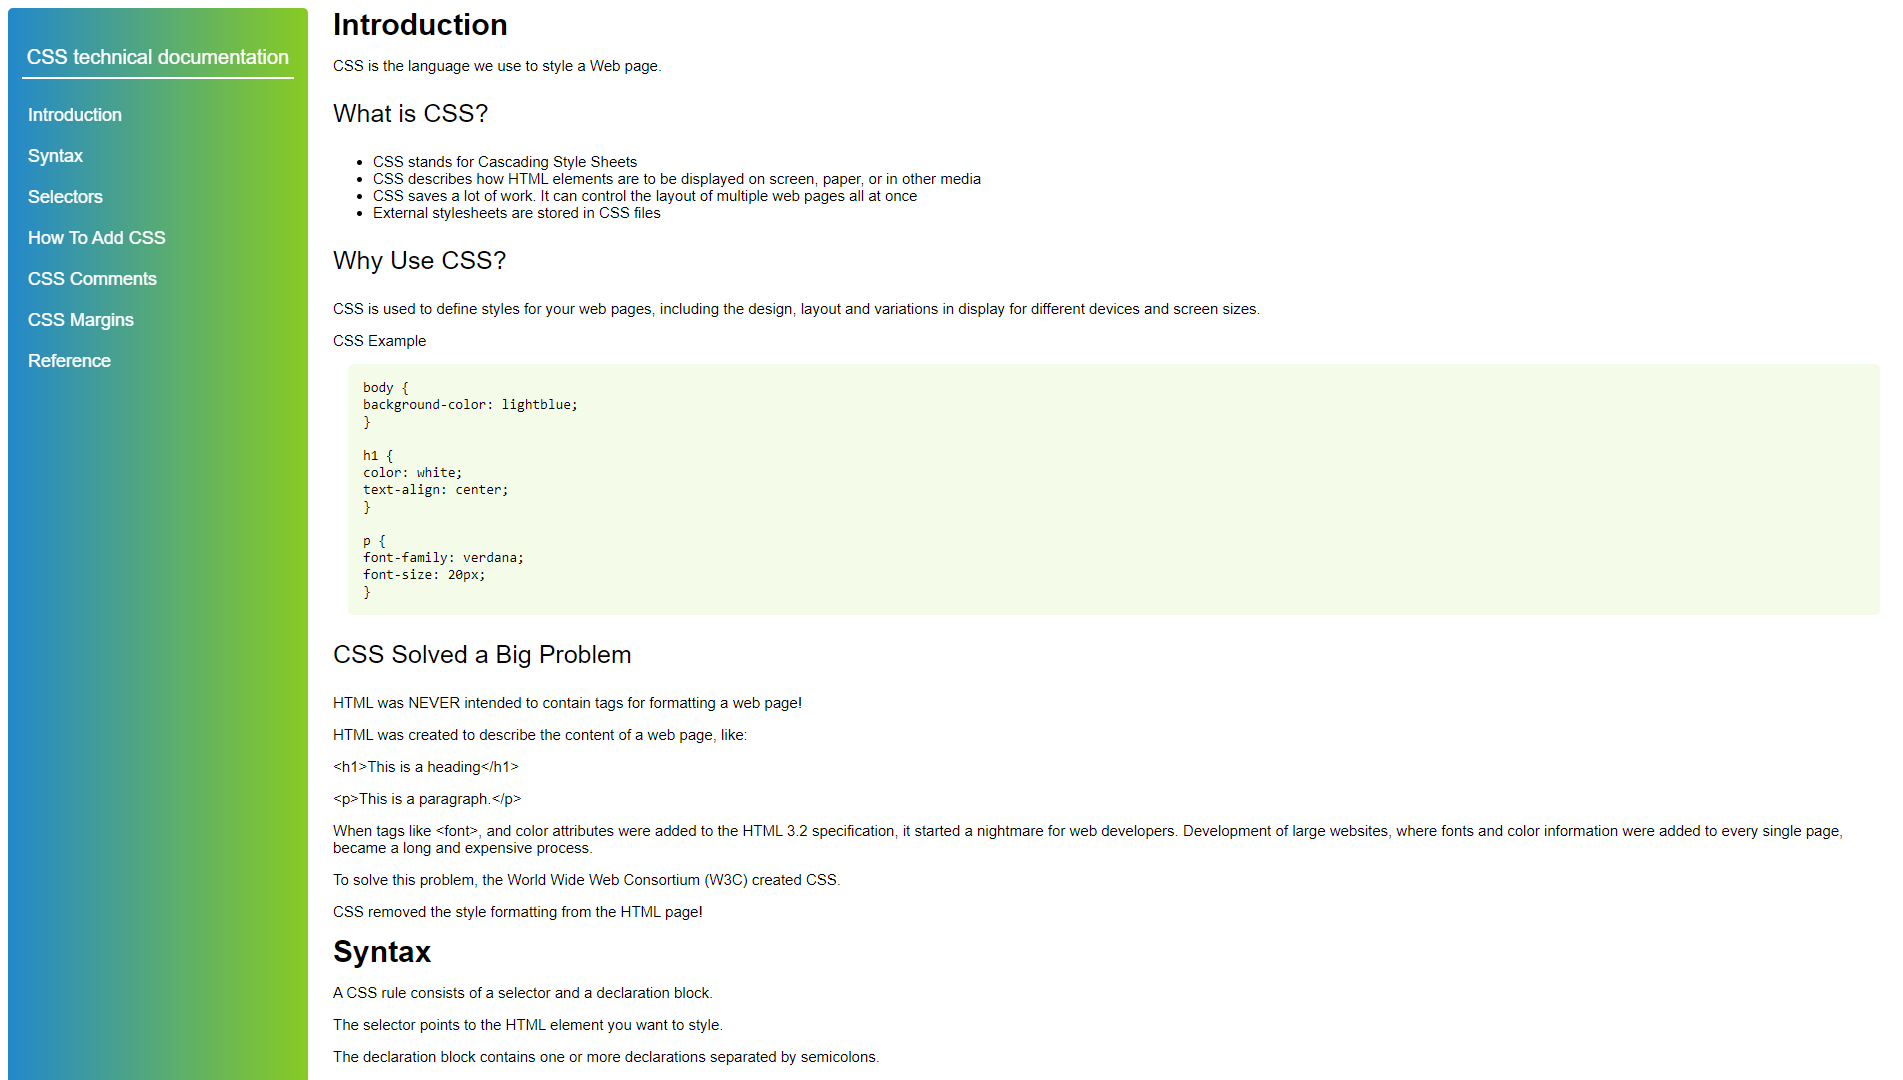 CSS technical documentation
Introduction
Syntax
Selectors
How To Add CSS
CSS Comments
CSS Margins
Reference
Introduction
CSS is the language we use to style a Web page.
What is CSS?
CSS stands for Cascading Style Sheets
CSS describes how HTML elements are to be displayed on screen, paper, or in other media
CSS saves a lot of work. It can control the layout of multiple web pages all at once
External stylesheets are stored in CSS files
Why Use CSS?
CSS is used to define styles for your web pages, including the design, layout and variations in display for different devices and screen sizes.
CSS Example
body {
background-color: lightblue;
}
h1 {
color: white;
text-align: center;
}
p {
font-family: verdana;
font-size: 20px;
}
CSS Solved a Big Problem
HTML was NEVER intended to contain tags for formatting a web page!
HTML was created to describe the content of a web page, like:
<h1>This is a heading</h1>
<p>This is a paragraph.</p>
When tags like <font>, and color attributes were added to the HTML 3.2 specification, it started a nightmare for web developers. Development of large websites, where fonts and color information were added to every single page,
became a long and expensive process.
To solve this problem, the World Wide Web Consortium (W3C) created CSS.
CSS removed the style formatting from the HTML page!
Syntax
A CSS rule consists of a selector and a declaration block.
The selector points to the HTML element you want to style.
The declaration block contains one or more declarations separated by semicolons.